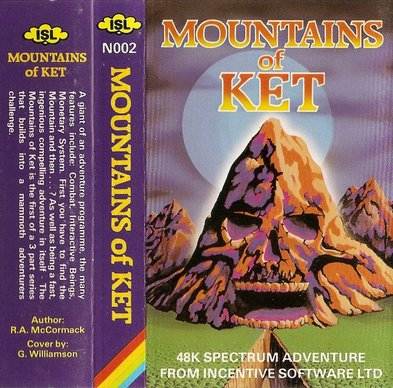 ISL
MOUNTAINS
of KET
A giant of an adventure programme, the many
features include: Combat, Interactive Beings,
Monetary System. First you have to find the
Mountain and then . . . ? As well as being a fast,
ingenious compelling adventure in itself. The
Mountains of Ket is the first of a 3 part series
that builds into a mammoth adventurers
challenge.
Author:
R.A. McCormack
Cover by:
G. Williamson
ISL
N002
MOUNTAINS of KET
MOUNTAINS
of
KET
48K SPECTRUM ADVENTURE
FROM INCENTIVE SOFTWARE LTD